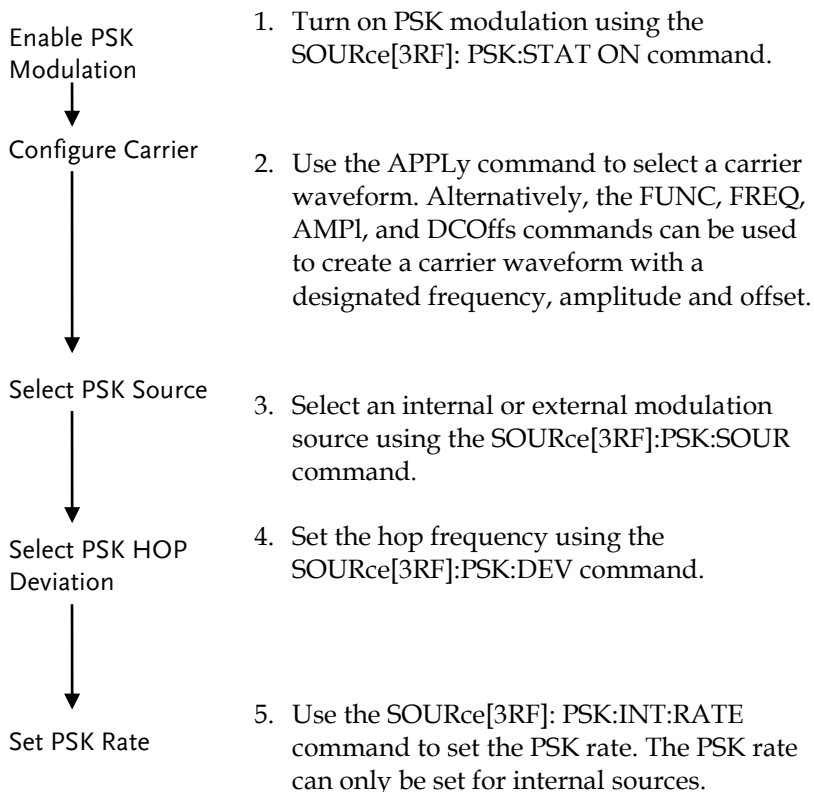 Enable PSK
Modulation
1. Turn on PSK modulation using the
SOURce[3RF]: PSK:STAT ON command.
Configure Carrier
2. Use the APPLy command to select a carrier
waveform. Alternatively, the FUNC, FREQ,
AMPl, and DCOffs commands can be used
to create a carrier waveform with a
designated frequency, amplitude and offset.
Select PSK Source
3. Select an internal or external modulation
source using the SOURce[3RF]:PSK:SOUR
command.
Select PSK HOP
Deviation
4. Set the hop frequency using the
SOURce[3RF]:PSK:DEV command.
Set PSK Rate
5. Use the SOURce[3RF]: PSK:INT:RATE
command to set the PSK rate. The PSK rate
can only be set for internal sources.